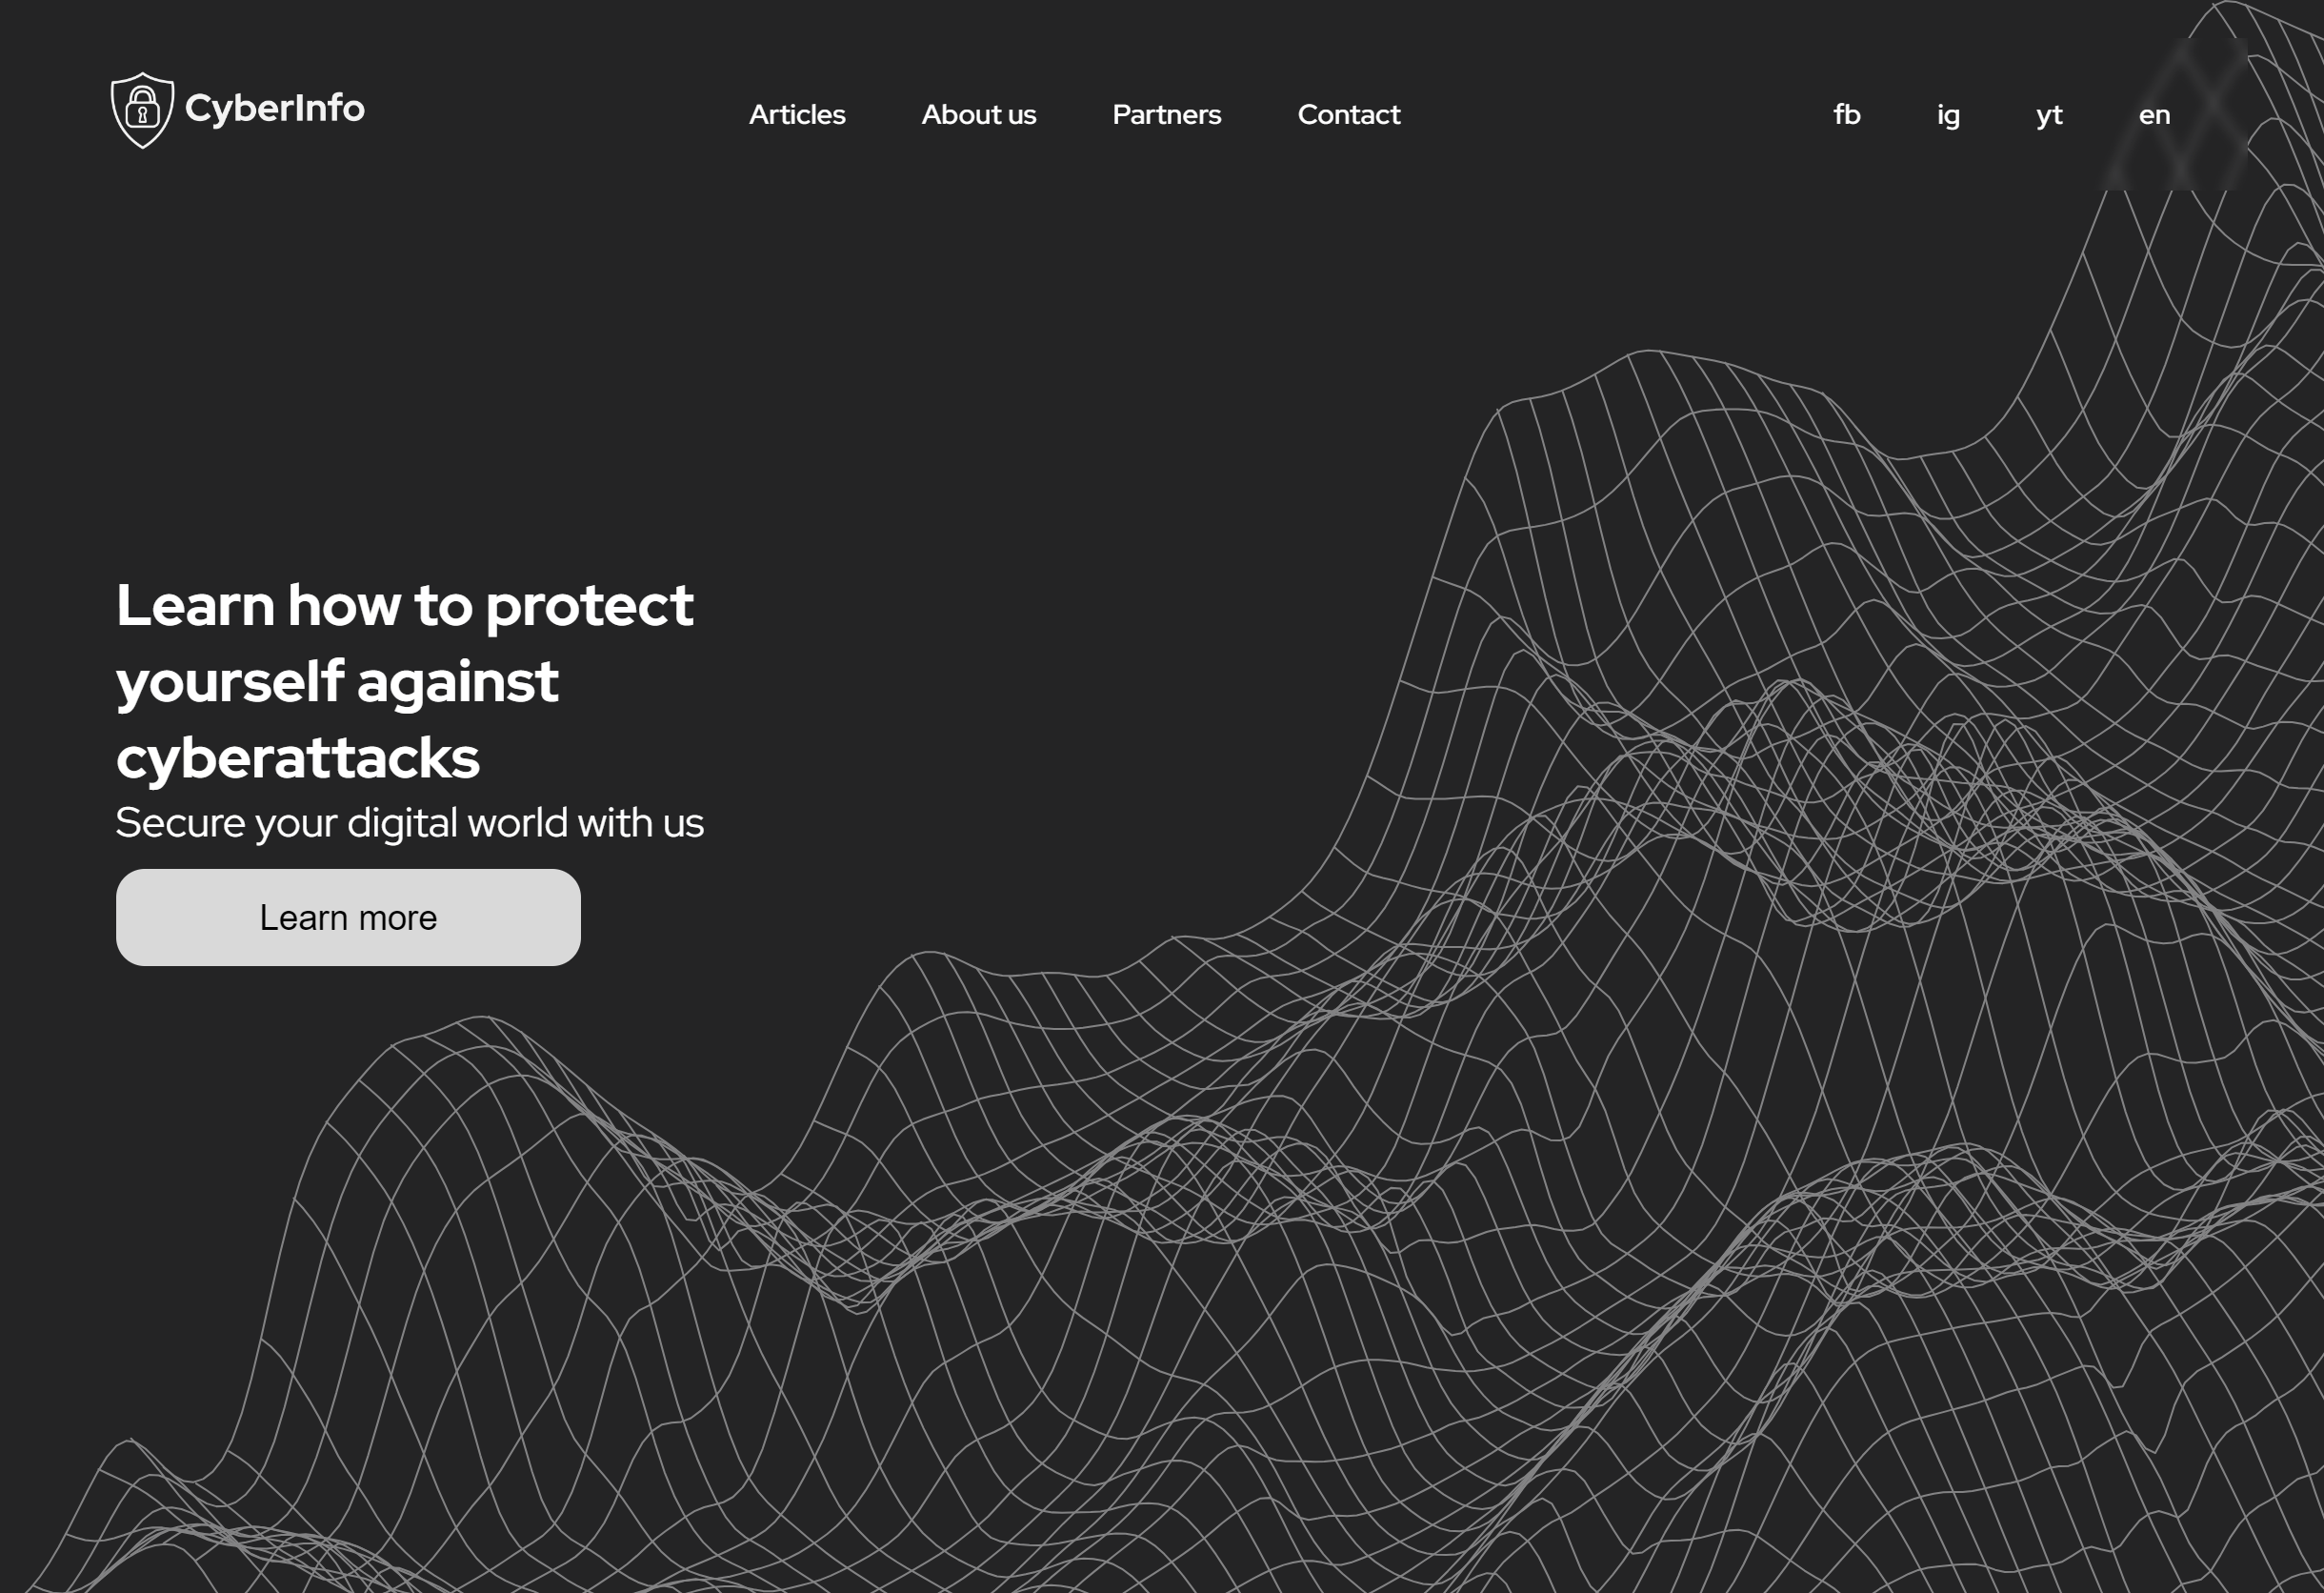 CyberInfo
Articles About us Partners Contact
fb ig yt en
Learn how to protect
yourself against
cyberattacks
Secure your digital world with us
Learn more